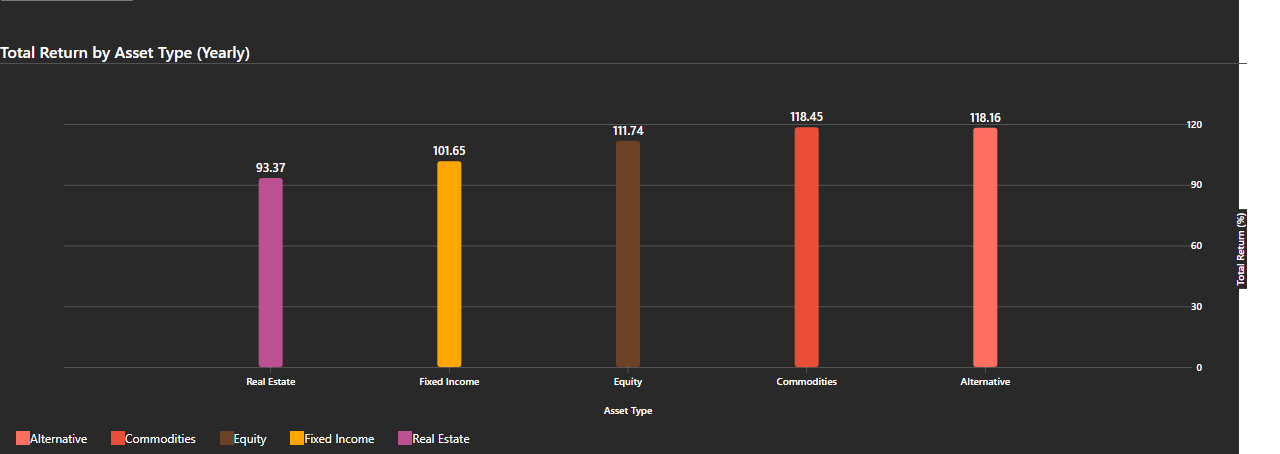 Total Return by Asset Type (Yearly)
93.37
101.65
111.74
118.45
118.16
120
90
60
30
0
Total Return (%)
Real Estate
Fixed Income
Equity
Commodities
Alternative
Asset Type
Alternative
Commodities
Equity
Fixed Income
Real Estate